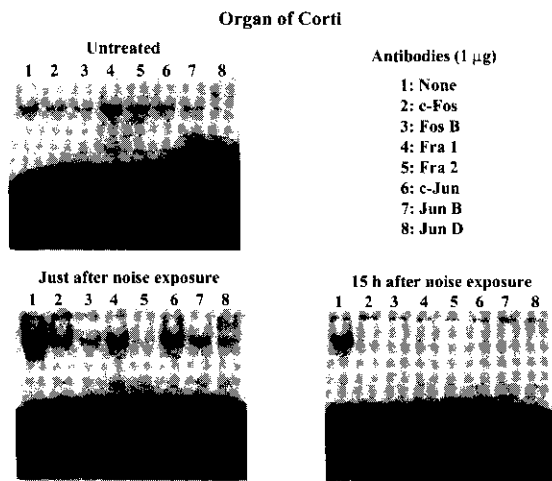 Organ of Corti
Untreated
1 2 3 4 5 6 7 8
Antibodies (1 μg)
1: None
2: c-Fos
3: Fos B
4: Fra 1
5: Fra 2
6: c-Jun
7: Jun B
8: Jun D
Just after noise exposure
1 2 3 4 5 6 7 8
15 h after noise exposure
1 2 3 4 5 6 7 8